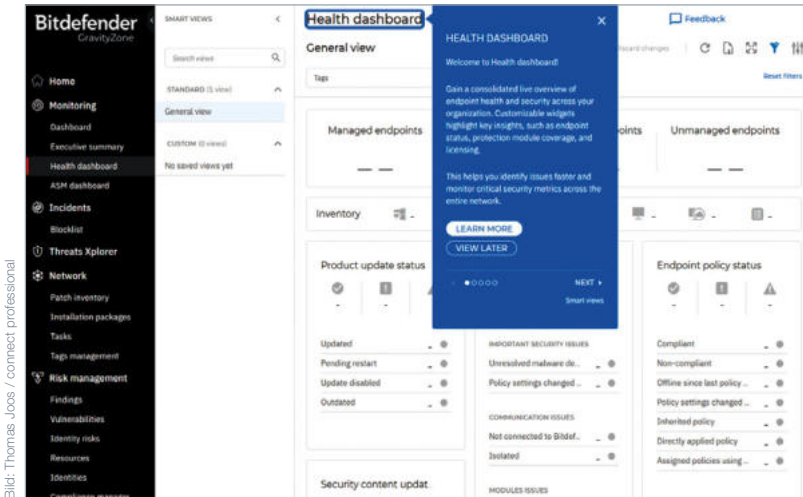 Bitdefender
GravityZone
Home
Monitoring
Dashboard
Executive summary
Health dashboard
ASM dashboard
Incidents
Blocklist
Threats Xplorer
Network
Patch inventory
Installation packages
Tasks
Tags management
Risk management
Findings
Vulnerabilities
Identity risks
Resources
Identities
Compliance manager
SMART VIEWS
Search views
STANDARD (1 view)
General view
CUSTOM (0 views)
No saved views yet
Health dashboard
Feedback
General view
discard changes
Tags
Reset filters
HEALTH DASHBOARD
Welcome to Health dashboard!
Gain a consolidated live overview of
endpoint health and security across your
organization. Customizable widgets
highlight key insights, such as endpoint
status, protection module coverage, and
licensing.
This helps you identify issues faster and
monitor critical security metrics across the
entire network.
LEARN MORE
VIEW LATER
NEXT
Smart views
Managed endpoints
oints
Unmanaged endpoints
Inventory
Product update status
Updated
Pending restart
Update disabled
Outdated
Security content updat
IMPORTANT SECURITY ISSUES
Unresolved malware de...
Policy settings changed ...
COMMUNICATION ISSUES
Not connected to Bitdef...
Isolated
MODULES ISSUES
Endpoint policy status
Compliant
Non-compliant
Offline since last policy ...
Policy settings changed ...
Inherited policy
Directly applied policy
Assigned policies using ...
Bild: Thomas Joos / connect professional